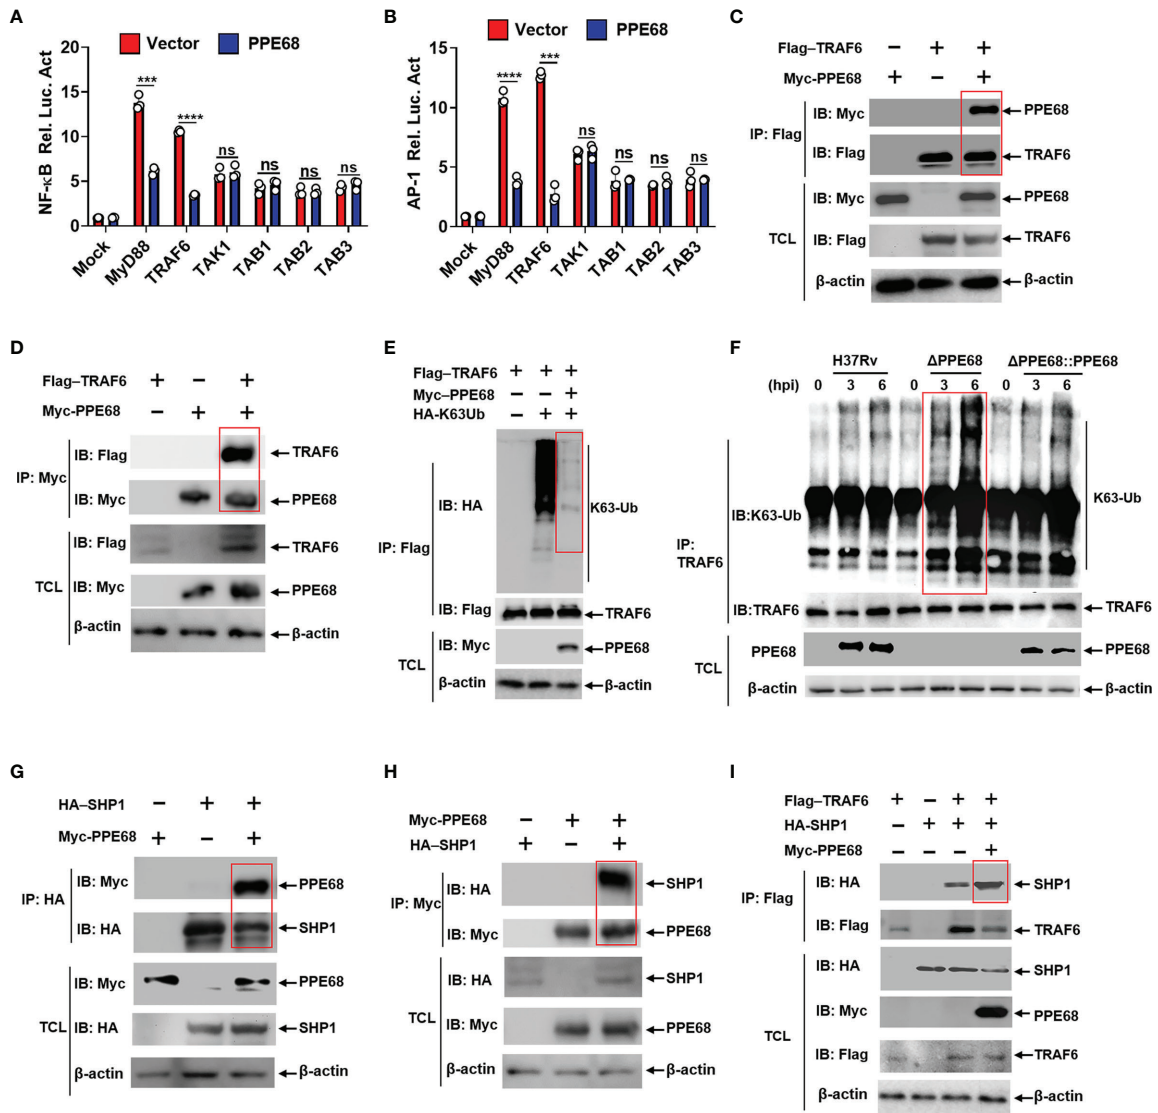 A
Vector PPE68
NF-κB Rel. Luc. Act
20
15
10
5
0
*** **** ns ns ns ns
Mock MyD88 TRAF6 TAK1 TAB1 TAB2 TAB3
B
Vector PPE68
AP-1 Rel. Luc. Act
15
10
5
0
**** *** ns ns ns ns
Mock MyD88 TRAF6 TAK1 TAB1 TAB2 TAB3
C
Flag–TRAF6 – + +
Myc-PPE68 + – +
IP: Flag
IB: Myc PPE68
IB: Flag TRAF6
TCL
IB: Myc PPE68
IB: Flag TRAF6
β-actin β-actin
D
Flag–TRAF6 + – +
Myc-PPE68 – + +
IP: Myc
IB: Flag TRAF6
IB: Myc PPE68
TCL
IB: Flag TRAF6
IB: Myc PPE68
β-actin β-actin
E
Flag–TRAF6 + + +
Myc–PPE68 – – +
HA-K63Ub – + +
IP: Flag
IB: HA K63-Ub
IB: Flag TRAF6
TCL
IB: Myc PPE68
β-actin β-actin
F
H37Rv ΔPPE68 ΔPPE68::PPE68
(hpi) 0 3 6 0 3 6 0 3 6
IP: TRAF6
IB:K63-Ub K63-Ub
IB:TRAF6 TRAF6
TCL
PPE68 PPE68
β-actin β-actin
G
HA–SHP1 – + +
Myc-PPE68 + – +
IP: HA
IB: Myc PPE68
IB: HA SHP1
TCL
IB: Myc PPE68
IB: HA SHP1
β-actin β-actin
H
Myc-PPE68 – + +
HA–SHP1 + – +
IP: Myc
IB: HA SHP1
IB: Myc PPE68
TCL
IB: HA SHP1
IB: Myc PPE68
β-actin β-actin
I
Flag–TRAF6 + – + +
HA-SHP1 – + + +
Myc-PPE68 – – – +
IP: Flag
IB: HA SHP1
IB: Flag TRAF6
TCL
IB: HA SHP1
IB: Myc PPE68
IB: Flag TRAF6
β-actin β-actin